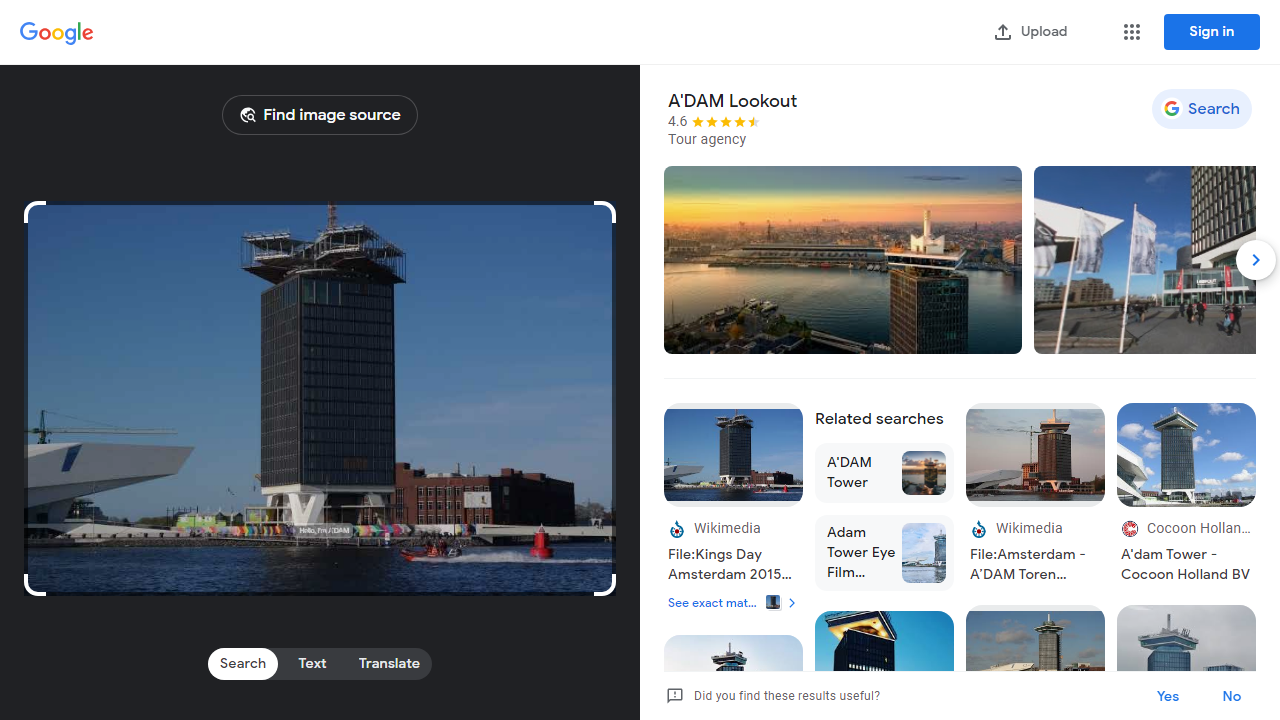 Google
Upload
Sign in
Find image source
Hello, I'm A'DAM
Search
Text
Translate
A'DAM Lookout
4.6
Tour agency
Search
Related searches
A'DAM
Tower
Adam
Tower Eye
Film...
Wikimedia
File:Kings Day
Amsterdam 2015...
See exact mat...
Wikimedia
File:Amsterdam -
A'DAM Toren...
Cocoon Hollan...
A'dam Tower -
Cocoon Holland BV
Did you find these results useful?
Yes
No